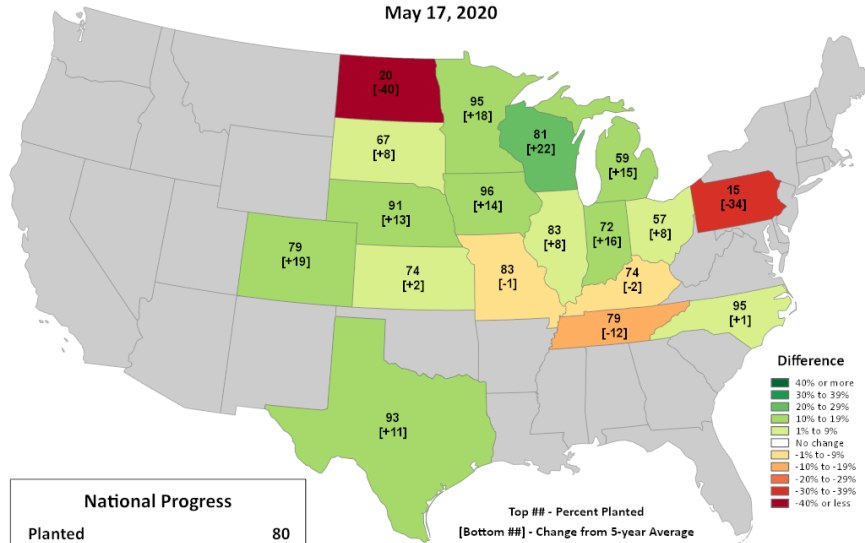 May 17, 2020
20
[-40]
95
[+18]
81
[+22]
59
[+15]
15
[-34]
67
[+8]
96
[+14]
91
[+13]
83
[+8]
72
[+16]
57
[+8]
79
[+19]
74
[+2]
83
[-1]
74
[-2]
79
[-12]
95
[+1]
93
[+11]
Difference
40% or more
30% to 39%
20% to 29%
10% to 19%
1% to 9%
No change
-1% to -9%
-10% to -19%
-20% to -29%
-30% to -39%
-40% or less
National Progress
Planted 80
Top ## - Percent Planted
[Bottom ##] - Change from 5-year Average